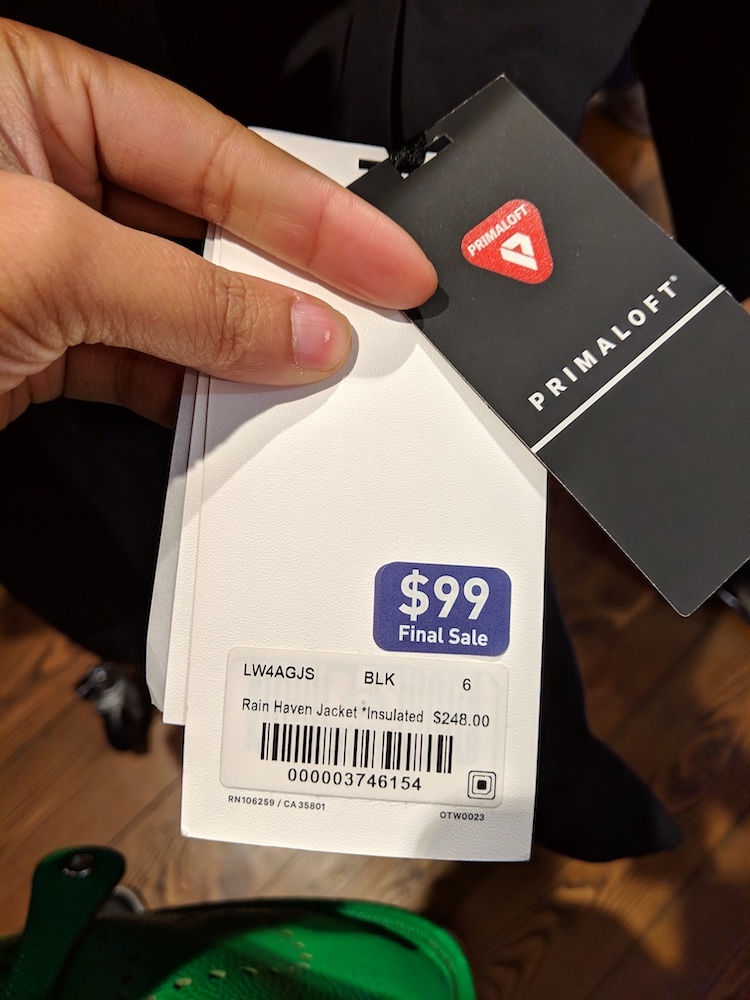 PRIMALOFT
PRIMALOFT®
$99
Final Sale
LW4AGJS BLK 6
Rain Haven Jacket *Insulated $248.00
000003746154
RN106259 / CA35801
OTW0023